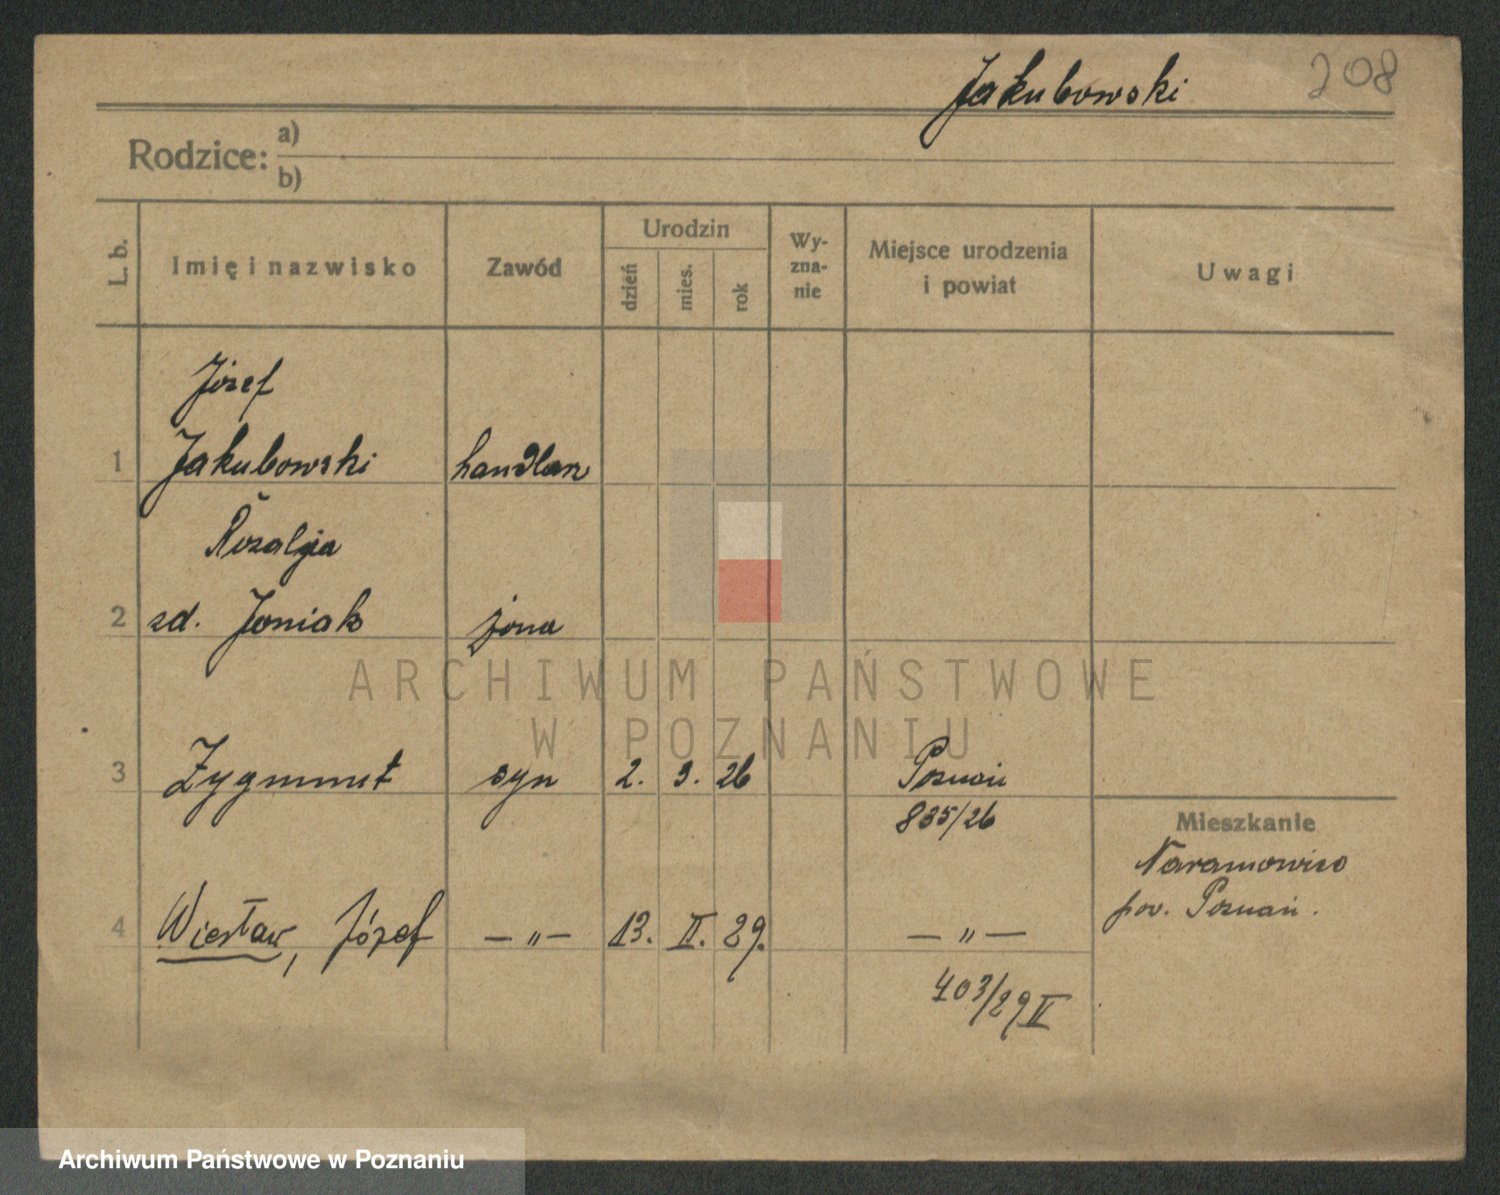 Jakubowski
208
Rodzice:
a)
b)
L. b.
Imię i nazwisko
Zawód
Urodzin
dzień
mies.
rok
Wy-
zna-
nie
Miejsce urodzenia
i powiat
Uwagi
Józef
1 Jakubowski handlarz
Rozalja
2 zd. Joniak żona
3 Zygmunt syn 2. 9. 26 Poznań
835/26
4 Wiesław, Józef — „ — 13. II. 29. — „ —
403/29 II
Mieszkanie
Naramowice
pow. Poznań.
ARCHIWUM PAŃSTWOWE
W POZNANIU
Archiwum Państwowe w Poznaniu